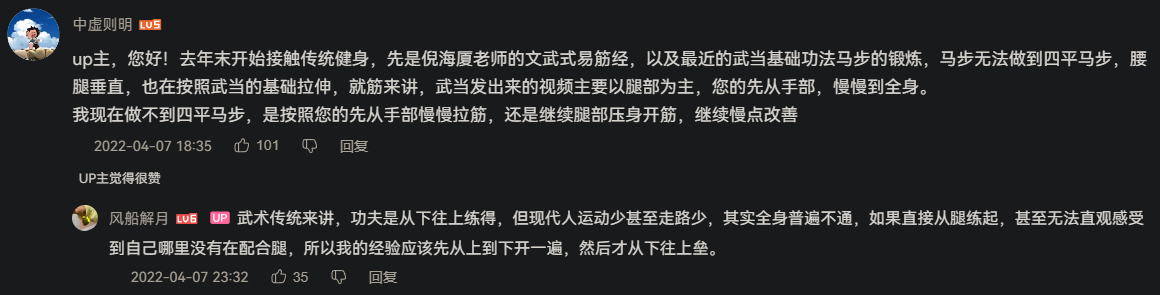 中虚则明 LV5
up主，您好！去年末开始接触传统健身，先是倪海厦老师的文武式易筋经，以及最近的武当基础功法马步的锻炼，马步无法做到四平马步，腰
腿垂直，也在按照武当的基础拉伸，就筋来讲，武当发出来的视频主要以腿部为主，您的先从手部，慢慢到全身。
我现在做不到四平马步，是按照您的先从手部慢慢拉筋，还是继续腿部压身开筋，继续慢点改善
2022-04-07 18:35 101 回复
UP主觉得很赞
风船解月 LV6 UP 武术传统来讲，功夫是从下往上练得，但现代人运动少甚至走路少，其实全身普遍不通，如果直接从腿练起，甚至无法直观感受
到自己哪里没有在配合腿，所以我的经验应该先从上到下开一遍，然后才从下往上垒。
2022-04-07 23:32 35 回复